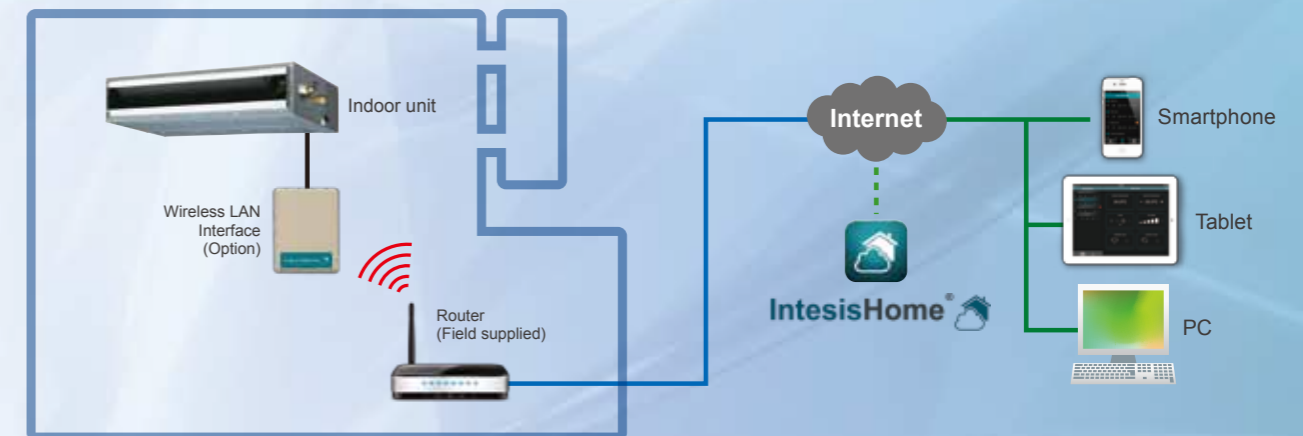 Indoor unit
Wireless LAN
Interface
(Option)
Router
(Field supplied)
Internet
IntesisHome®
Smartphone
Tablet
PC